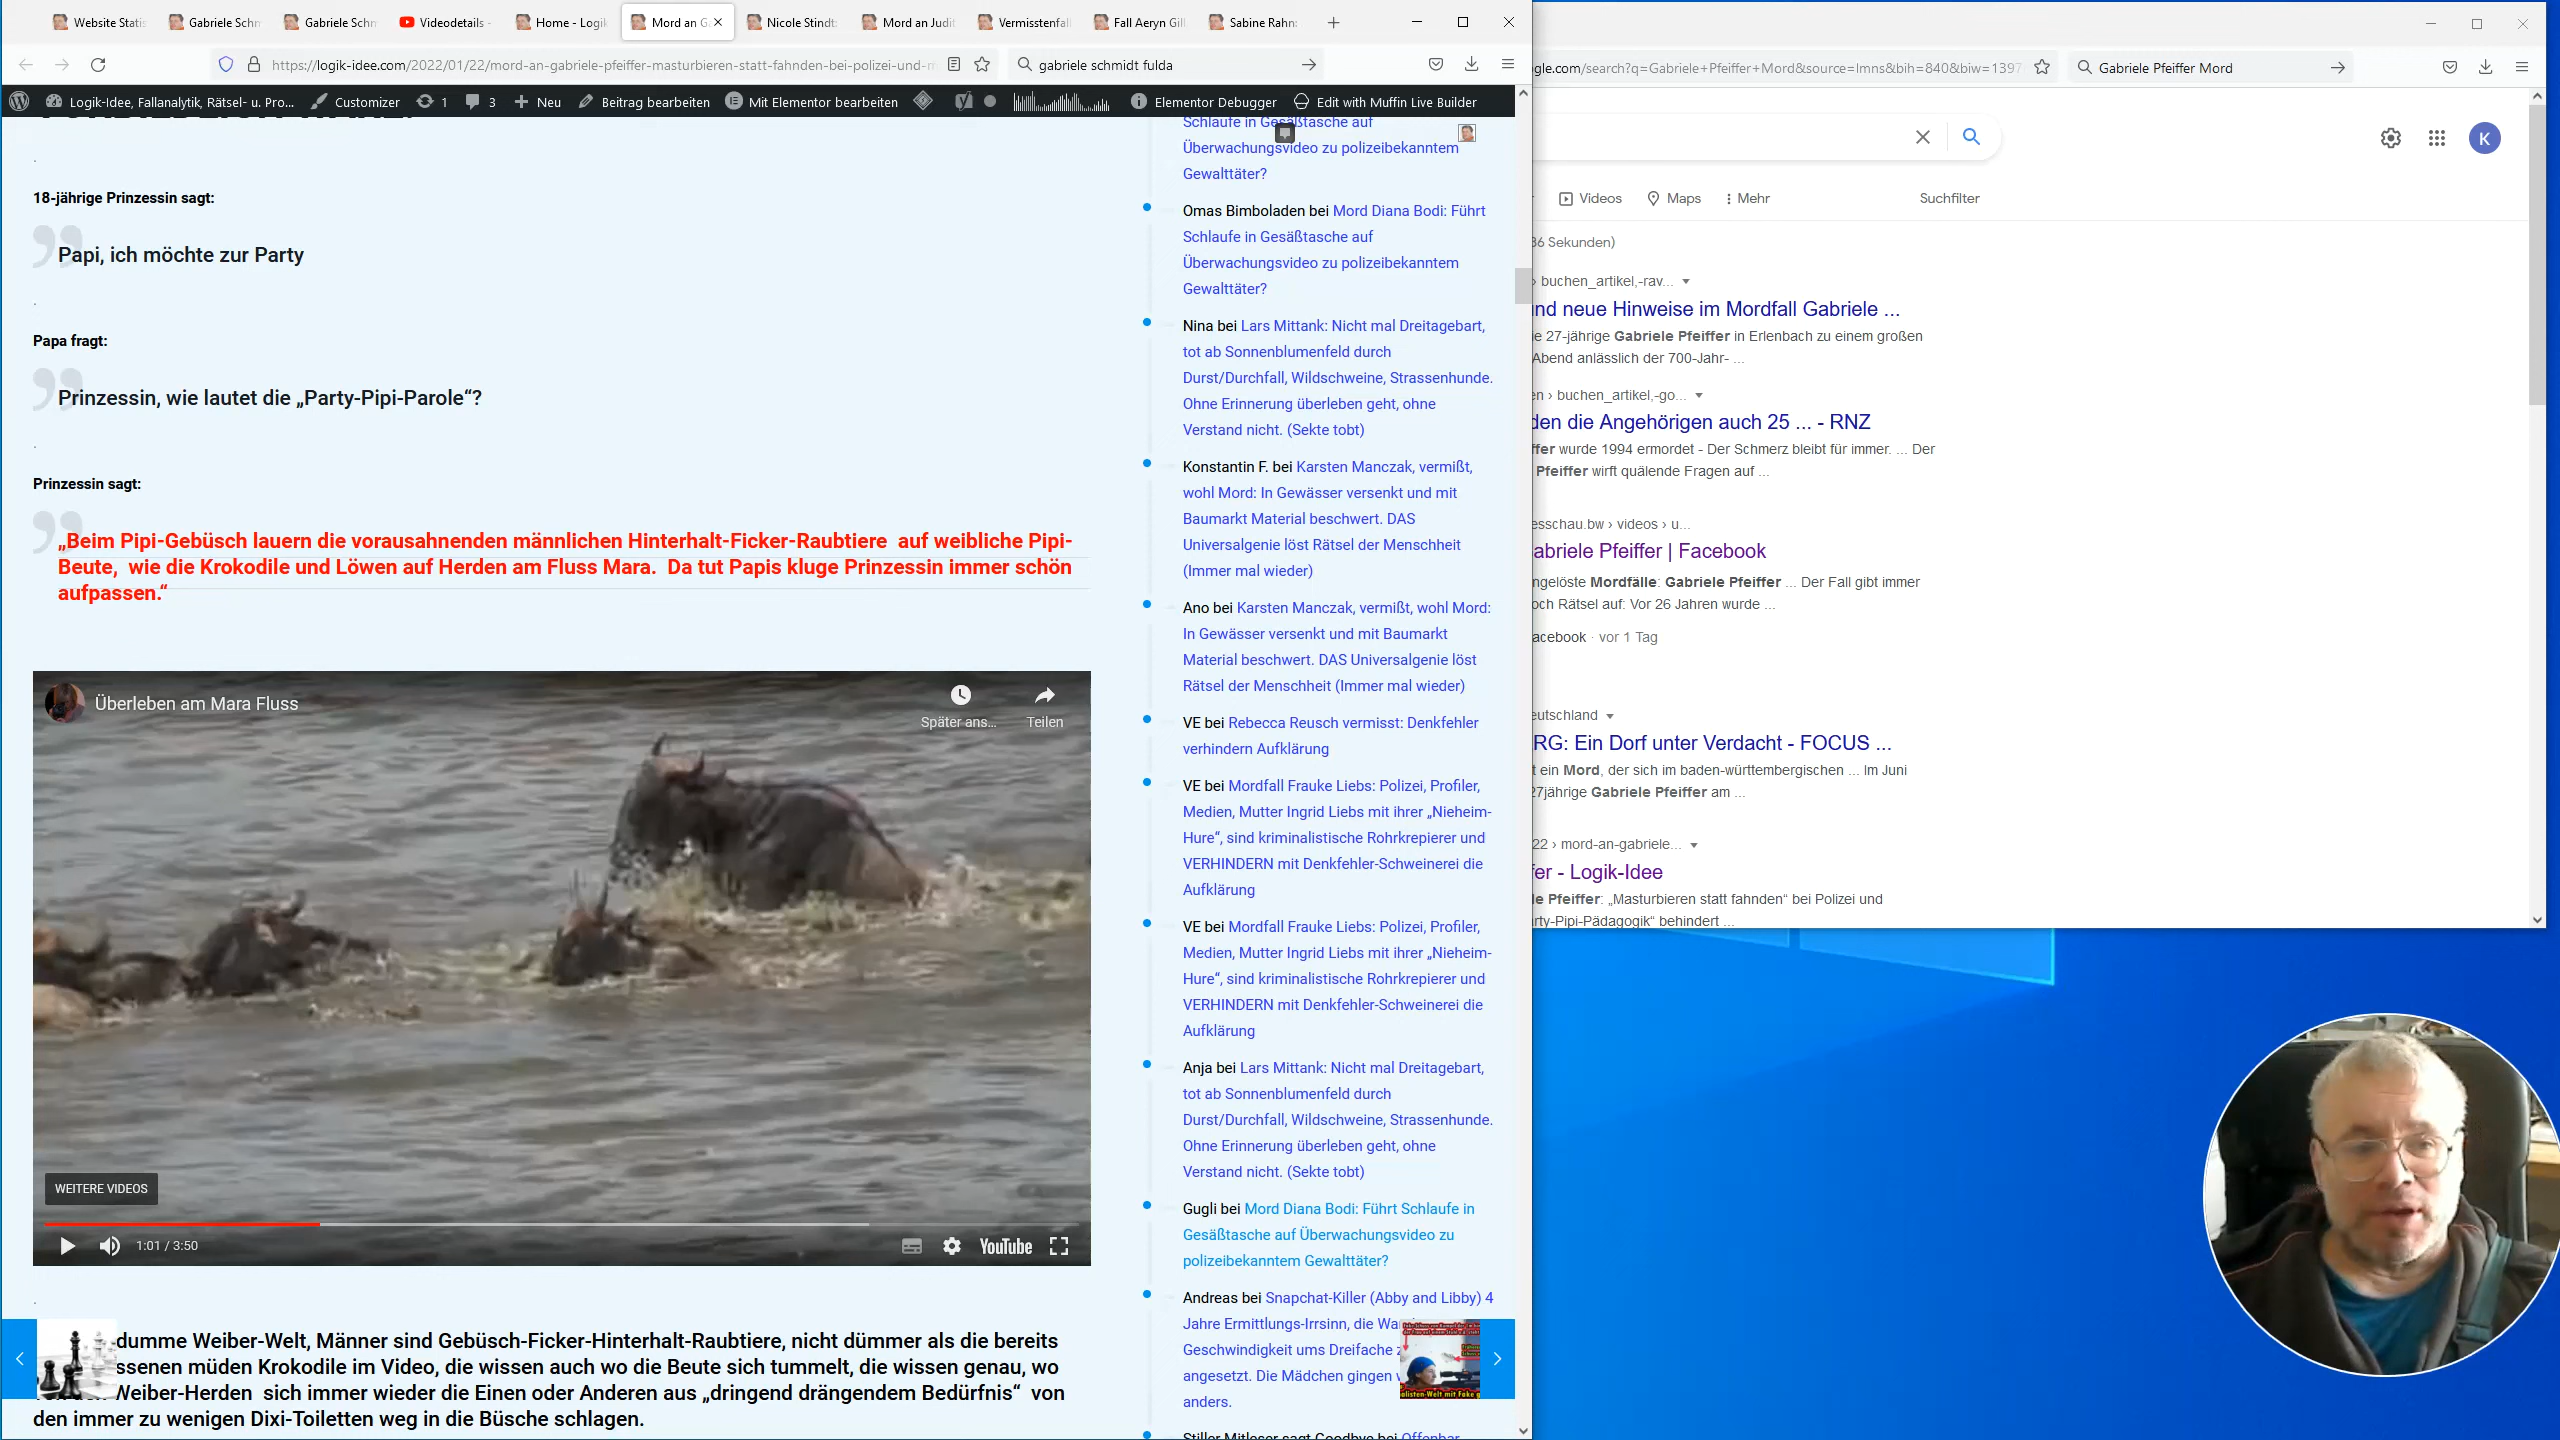 Website Statis
Gabriele Schm
Gabriele Schm
Videodetails -
Home - Logik
Mord an G
Nicole Stindt:
Mord an Judit
Vermisstenfal
Fall Aeryn Gill
Sabine Rahn:
https://logik-idee.com/2022/01/22/mord-an-gabriele-pfeiffer-masturbieren-statt-fahnden-bei-polizei-und-m
gabriele schmidt fulda
gle.com/search?q=Gabriele+Pfeiffer+Mord&source=lmns&bih=840&biw=1397
Gabriele Pfeiffer Mord
Logik-Idee, Fallanalytik, Rätsel- u. Pro...
Customizer
1
3
Neu
Beitrag bearbeiten
Mit Elementor bearbeiten
Elementor Debugger
Edit with Muffin Live Builder
.
18-jährige Prinzessin sagt:
Papi, ich möchte zur Party
.
Papa fragt:
Prinzessin, wie lautet die „Party-Pipi-Parole“?
.
Prinzessin sagt:
„Beim Pipi-Gebüsch lauern die vorausahnenden männlichen Hinterhalt-Ficker-Raubtiere auf weibliche Pipi-
Beute, wie die Krokodile und Löwen auf Herden am Fluss Mara. Da tut Papis kluge Prinzessin immer schön
aufpassen.“
Überleben am Mara Fluss
Später ans...
Teilen
WEITERE VIDEOS
1:01 / 3:50
YouTube
.
dumme Weiber-Welt, Männer sind Gebüsch-Ficker-Hinterhalt-Raubtiere, nicht dümmer als die bereits
ssenen müden Krokodile im Video, die wissen auch wo die Beute sich tummelt, die wissen genau, wo
Weiber-Herden sich immer wieder die Einen oder Anderen aus „dringend drängendem Bedürfnis“ von
den immer zu wenigen Dixi-Toiletten weg in die Büsche schlagen.
Schlaufe in Gesäßtasche auf
Überwachungsvideo zu polizeibekanntem
Gewalttäter?
Omas Bimboladen bei Mord Diana Bodi: Führt
Schlaufe in Gesäßtasche auf
Überwachungsvideo zu polizeibekanntem
Gewalttäter?
Nina bei Lars Mittank: Nicht mal Dreitagebart,
tot ab Sonnenblumenfeld durch
Durst/Durchfall, Wildschweine, Strassenhunde.
Ohne Erinnerung überleben geht, ohne
Verstand nicht. (Sekte tobt)
Konstantin F. bei Karsten Manczak, vermißt,
wohl Mord: In Gewässer versenkt und mit
Baumarkt Material beschwert. DAS
Universalgenie löst Rätsel der Menschheit
(Immer mal wieder)
Ano bei Karsten Manczak, vermißt, wohl Mord:
In Gewässer versenkt und mit Baumarkt
Material beschwert. DAS Universalgenie löst
Rätsel der Menschheit (Immer mal wieder)
VE bei Rebecca Reusch vermisst: Denkfehler
verhindern Aufklärung
VE bei Mordfall Frauke Liebs: Polizei, Profiler,
Medien, Mutter Ingrid Liebs mit ihrer „Nieheim-
Hure“, sind kriminalistische Rohrkrepierer und
VERHINDERN mit Denkfehler-Schweinerei die
Aufklärung
VE bei Mordfall Frauke Liebs: Polizei, Profiler,
Medien, Mutter Ingrid Liebs mit ihrer „Nieheim-
Hure“, sind kriminalistische Rohrkrepierer und
VERHINDERN mit Denkfehler-Schweinerei die
Aufklärung
Anja bei Lars Mittank: Nicht mal Dreitagebart,
tot ab Sonnenblumenfeld durch
Durst/Durchfall, Wildschweine, Strassenhunde.
Ohne Erinnerung überleben geht, ohne
Verstand nicht. (Sekte tobt)
Gugli bei Mord Diana Bodi: Führt Schlaufe in
Gesäßtasche auf Überwachungsvideo zu
polizeibekanntem Gewalttäter?
Andreas bei Snapchat-Killer (Abby and Libby) 4
Jahre Ermittlungs-Irrsinn, die Wa
Geschwindigkeit ums Dreifache
angesetzt. Die Mädchen gingen
anders.
Stiller Mitleser sagt Goodbye bei Offenbar
Videos
Maps
Mehr
Suchfilter
K
36 Sekunden)
› buchen_artikel,-rav...
nd neue Hinweise im Mordfall Gabriele ...
ie 27-jährige Gabriele Pfeiffer in Erlenbach zu einem großen
Abend anlässlich der 700-Jahr- ...
en › buchen_artikel,-go...
den die Angehörigen auch 25 ... - RNZ
ffer wurde 1994 ermordet - Der Schmerz bleibt für immer. ... Der
Pfeiffer wirft quälende Fragen auf ...
esschau.bw › videos › u...
abriele Pfeiffer | Facebook
ngelöste Mordfälle: Gabriele Pfeiffer ... Der Fall gibt immer
och Rätsel auf: Vor 26 Jahren wurde ...
acebook · vor 1 Tag
eutschland
RG: Ein Dorf unter Verdacht - FOCUS ...
t ein Mord, der sich im baden-württembergischen ... Im Juni
27jährige Gabriele Pfeiffer am ...
22 › mord-an-gabriele...
fer - Logik-Idee
le Pfeiffer: „Masturbieren statt fahnden“ bei Polizei und
rty-Pipi-Pädagogik“ behindert ...